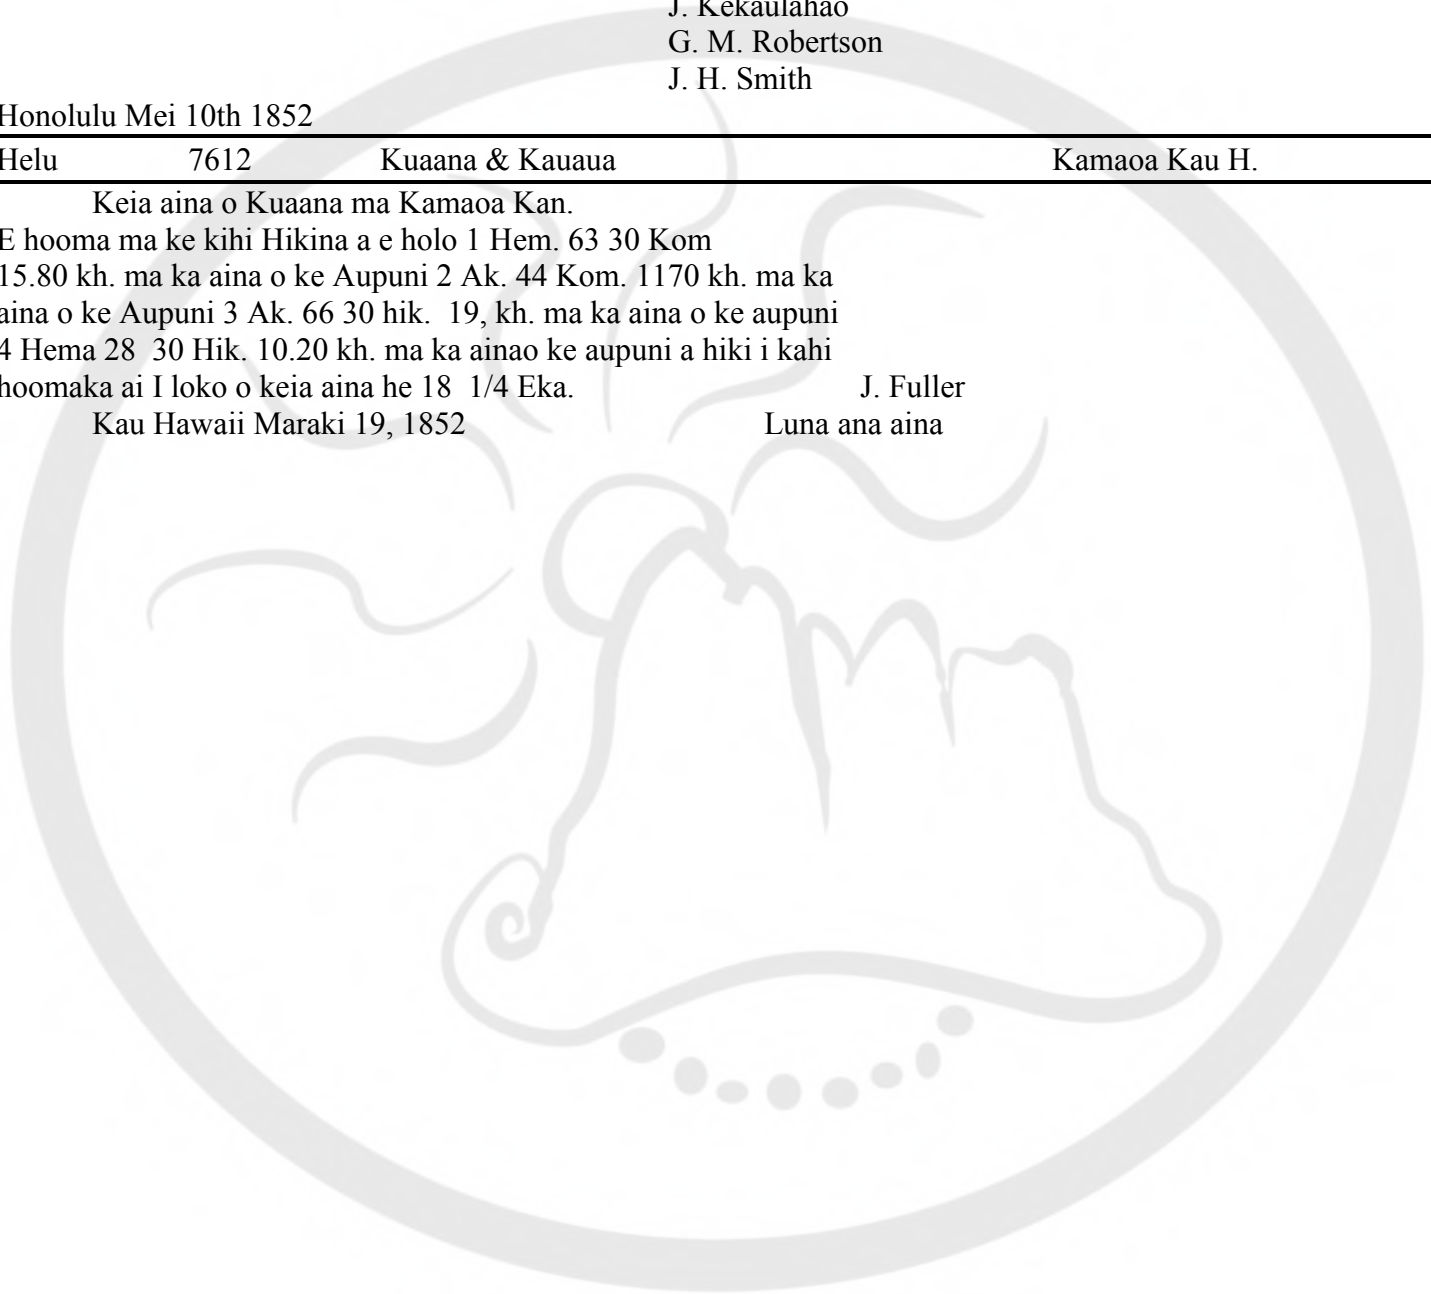 J. Kekaulahao
G. M. Robertson
J. H. Smith
Honolulu Mei 10th 1852
Helu 7612 Kuaana & Kauaua Kamaoa Kau H.
Keia aina o Kuaana ma Kamaoa Kan.
E hooma ma ke kihi Hikina a e holo 1 Hem. 63 30 Kom
15.80 kh. ma ka aina o ke Aupuni 2 Ak. 44 Kom. 1170 kh. ma ka
aina o ke Aupuni 3 Ak. 66 30 hik. 19, kh. ma ka aina o ke aupuni
4 Hema 28 30 Hik. 10.20 kh. ma ka ainao ke aupuni a hiki i kahi
hoomaka ai I loko o keia aina he 18 1/4 Eka. J. Fuller
Kau Hawaii Maraki 19, 1852 Luna ana aina